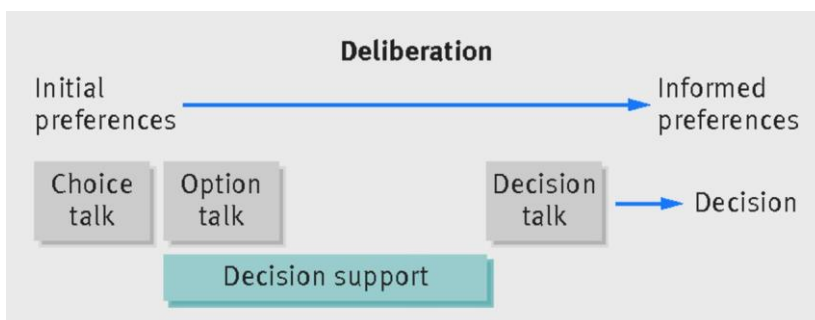 Deliberation
Initial
preferences
Informed
preferences
Choice
talk
Option
talk
Decision
talk
Decision
Decision support